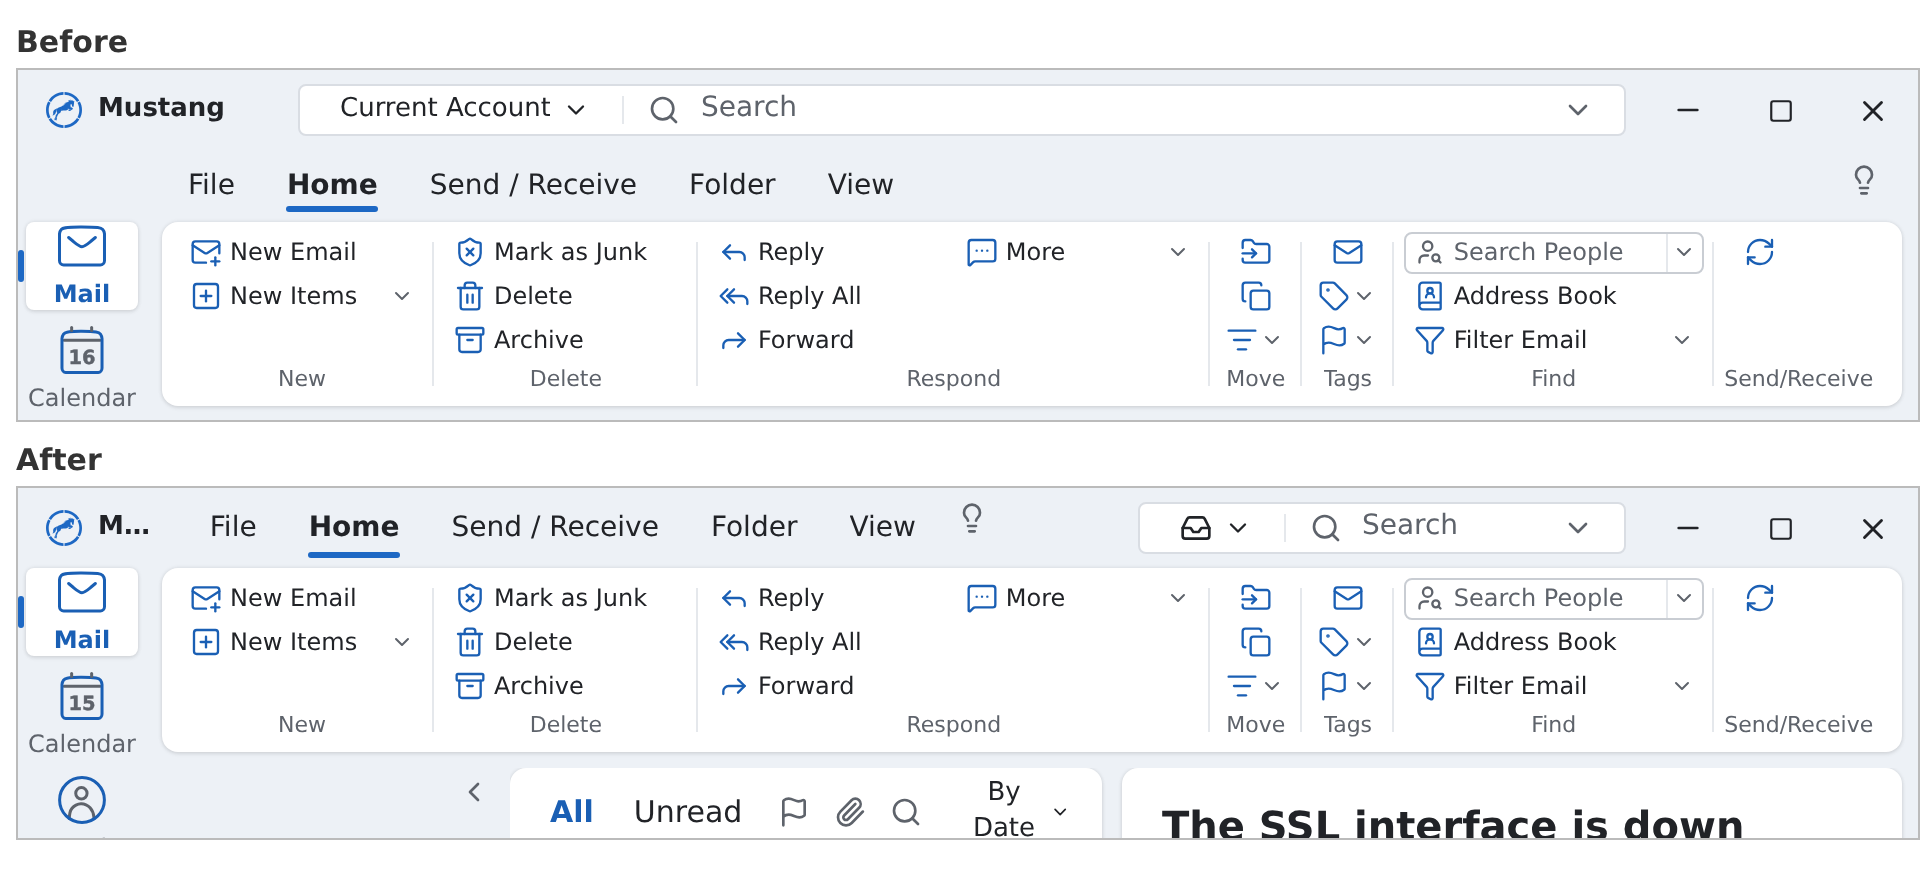 Before
Mustang
Current Account
Search
File Home Send / Receive Folder View
Mail
16
Calendar
New Email
New Items
New
Mark as Junk
Delete
Archive
Delete
Reply
Reply All
Forward
More
Respond
Move
Tags
Search People
Address Book
Filter Email
Find
Send/Receive
After
M...
File Home Send / Receive Folder View
Search
Mail
15
Calendar
New Email
New Items
New
Mark as Junk
Delete
Archive
Delete
Reply
Reply All
Forward
More
Respond
Move
Tags
Search People
Address Book
Filter Email
Find
Send/Receive
All Unread
By
Date
The SSL interface is down